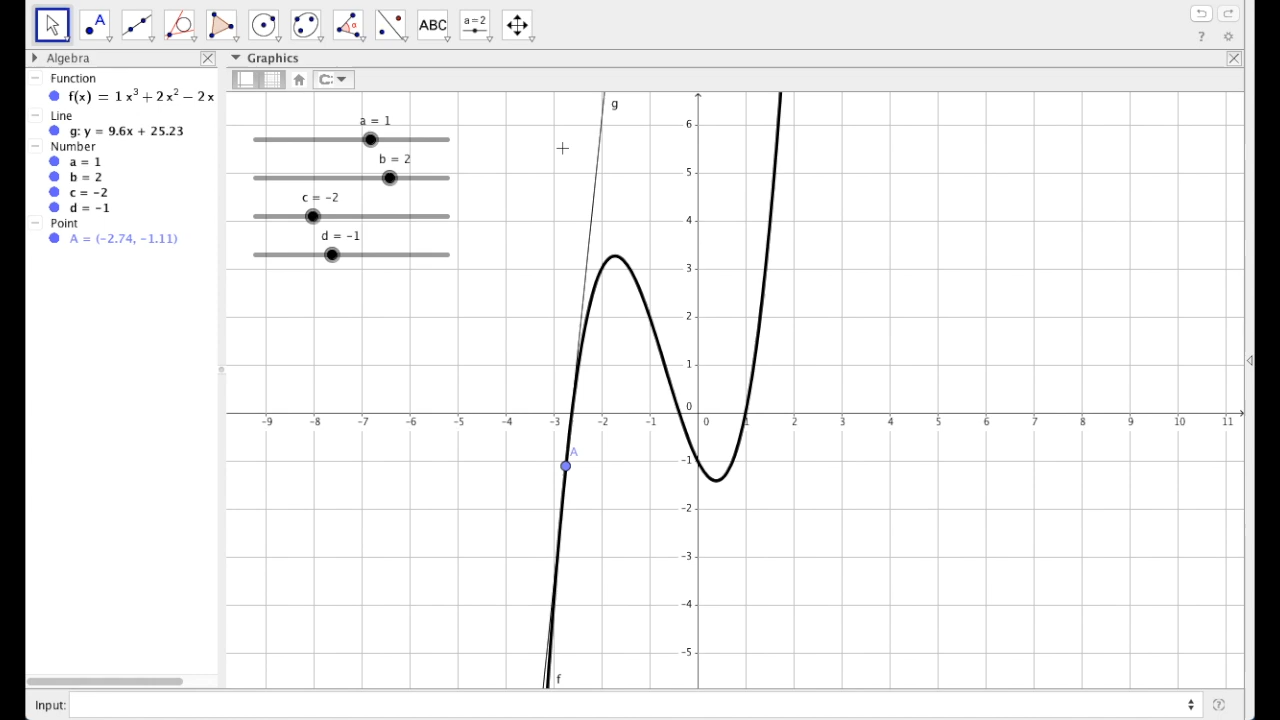 A
α
ABC
a=2
?
Algebra
Graphics
Function
f(x) = 1 x³ + 2 x² − 2 x
Line
g: y = 9.6x + 25.23
Number
a = 1
b = 2
c = −2
d = −1
Point
A = (−2.74, −1.11)
a = 1
b = 2
c = −2
d = −1
g
6
5
4
3
2
1
0
−1
−2
−3
−4
−5
−9 −8 −7 −6 −5 −4 −3 −2 −1 0 1 2 3 4 5 6 7 8 9 10 11
A
f
Input:
?